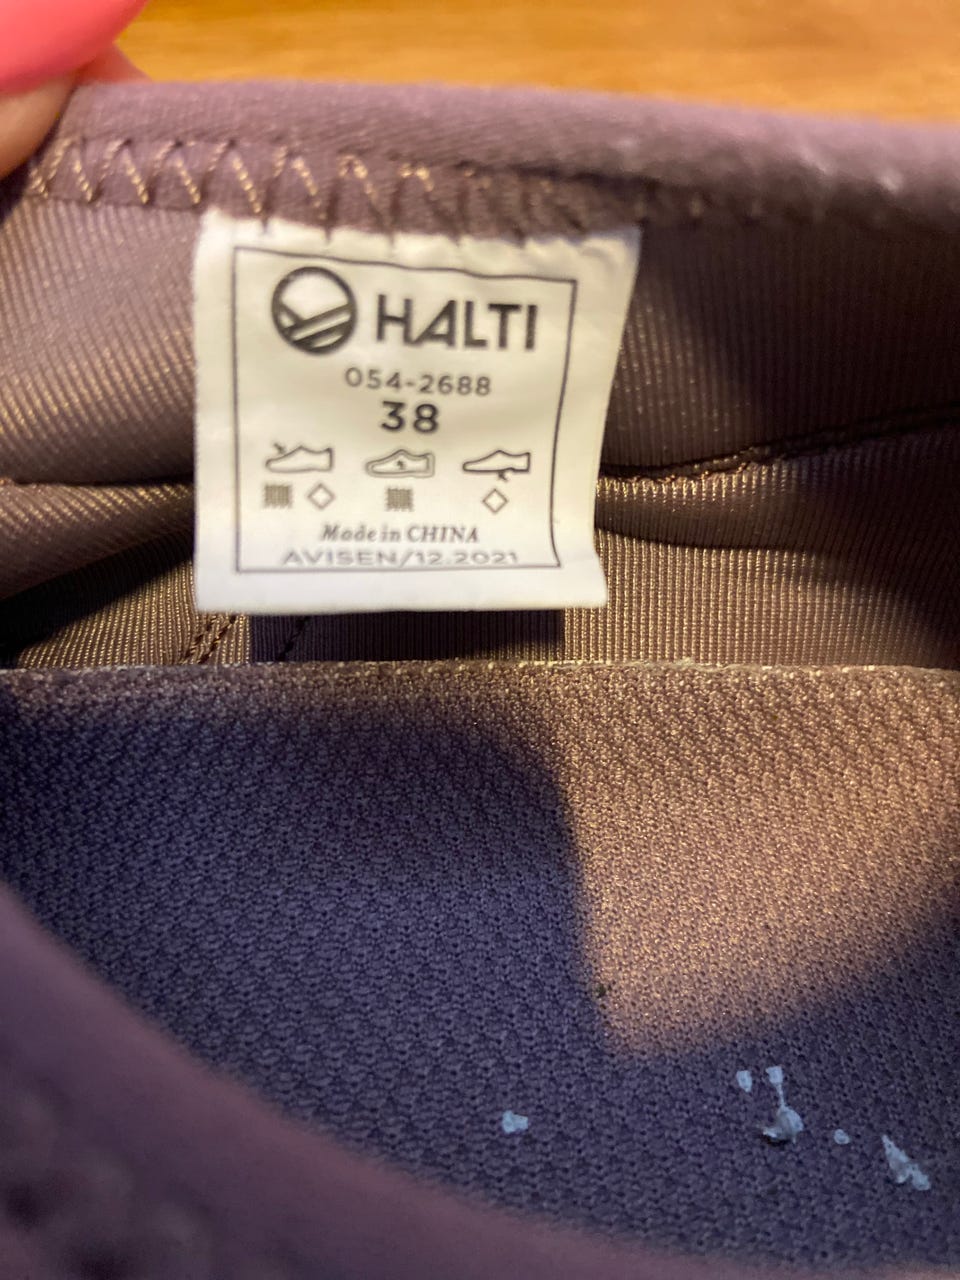 HALTI
054-2688
38
Made in CHINA
AVISEN/12.2021